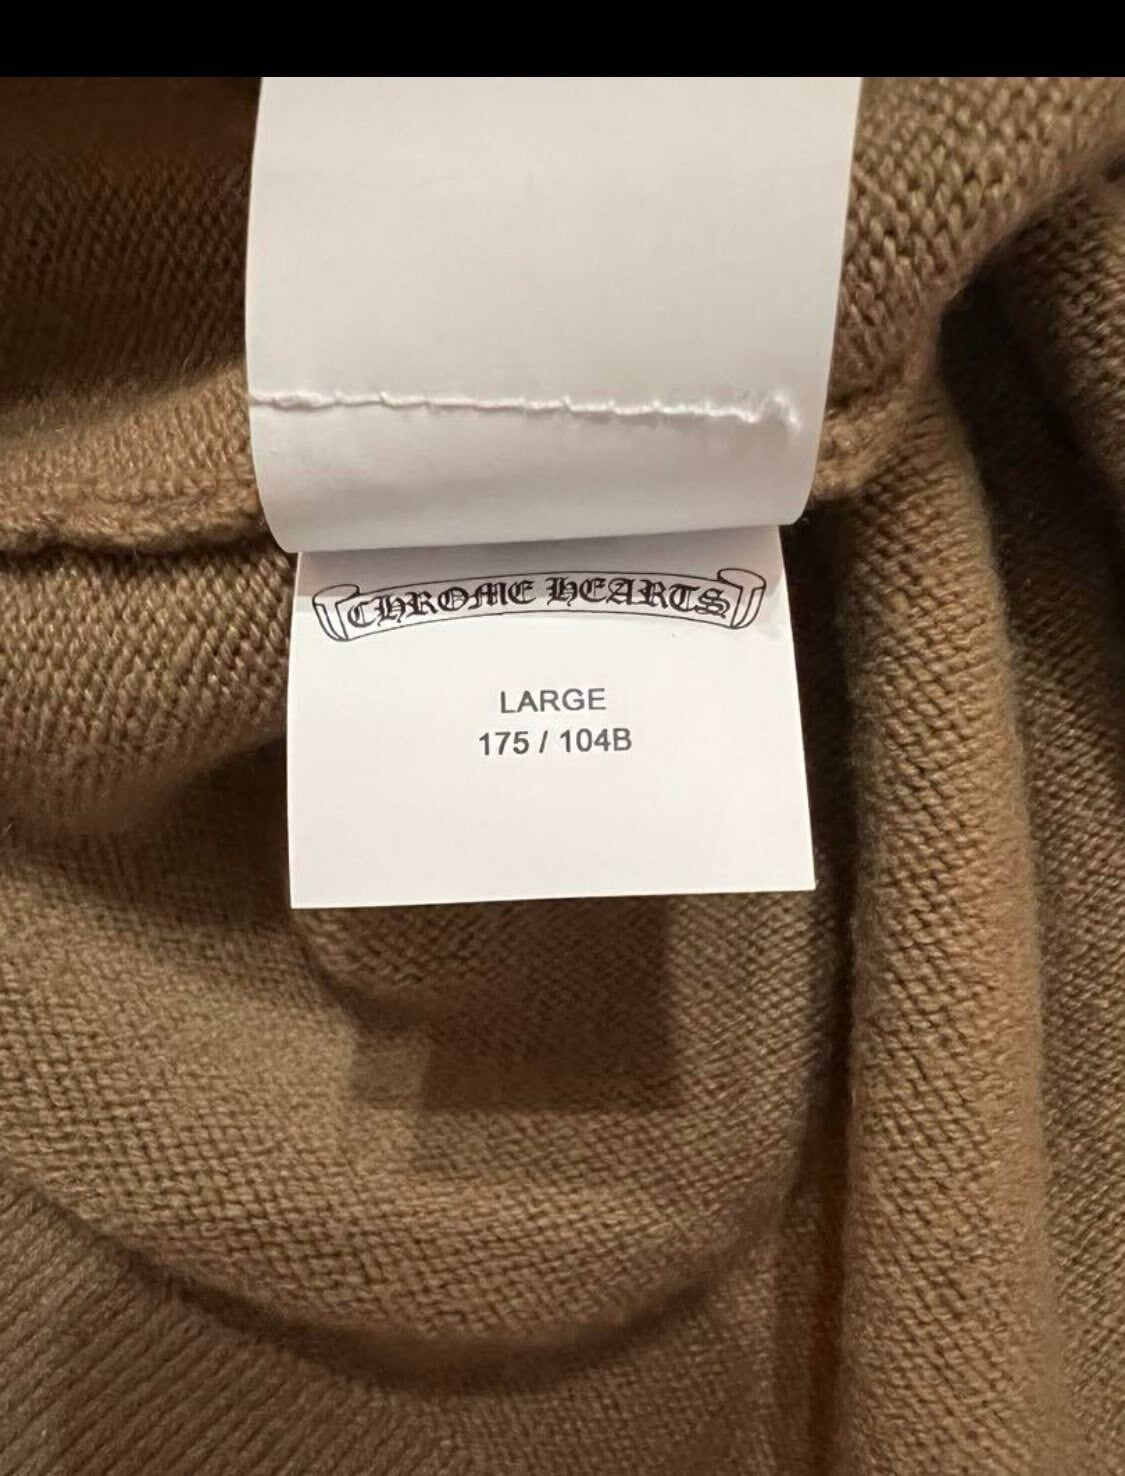 CHROME HEARTS
LARGE
175 / 104B